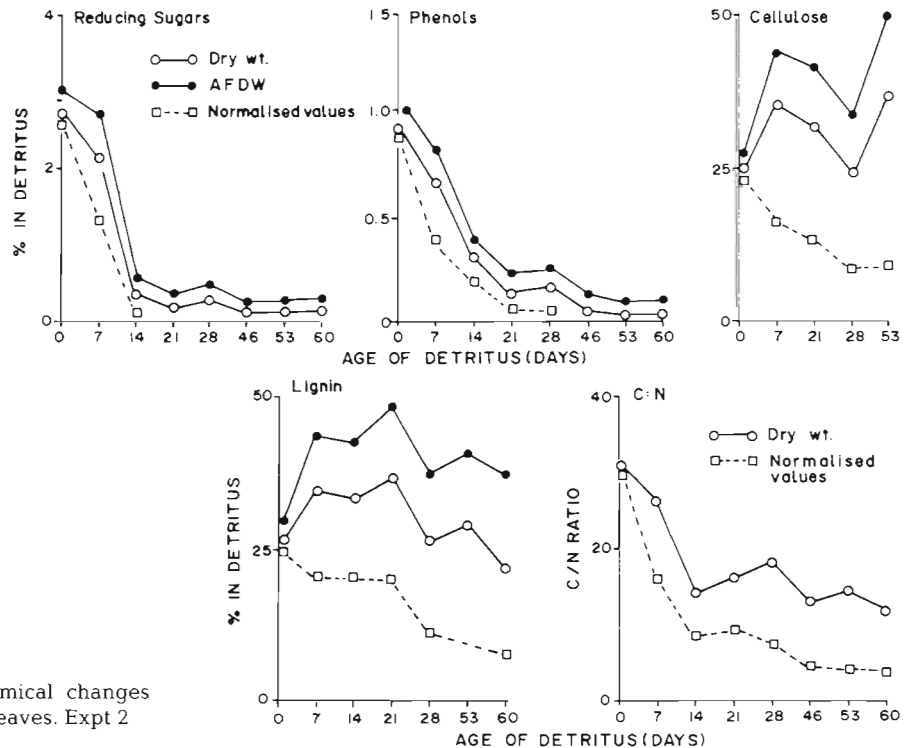 Reducing Sugars
Phenols
Cellulose
4
2
0
1.5
1.0
0.5
0
50
25
0
% IN DETRITUS
Dry wt.
AFDW
Normalised values
0 7 14 21 28 46 53 60
0 7 14 21 28 46 53 60
0 7 21 28 53
AGE OF DETRITUS (DAYS)
Lignin
C:N
50
25
0
% IN DETRITUS
40
20
0
C/N RATIO
Dry wt.
Normalised
values
0 7 14 21 28 53 60
0 7 14 21 28 46 53 60
AGE OF DETRITUS (DAYS)
mical changes
eaves. Expt 2